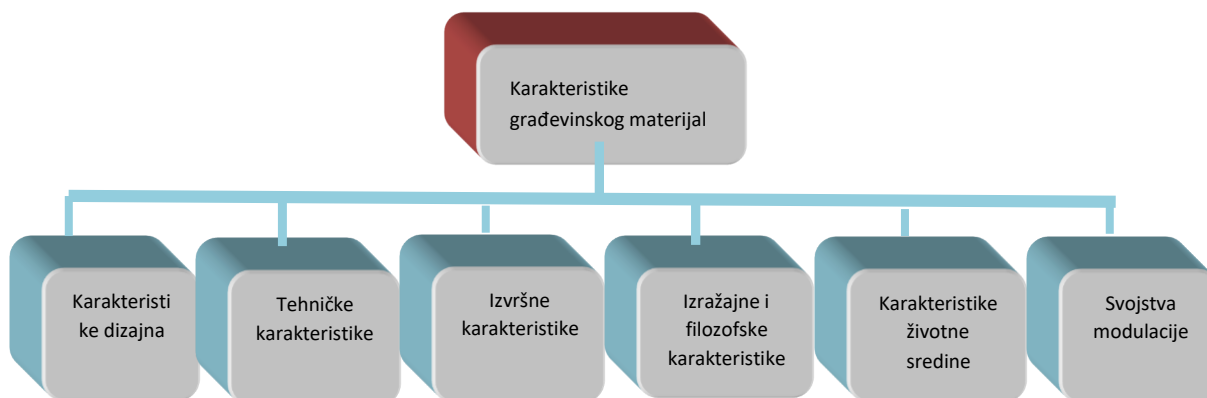 Karakteristike
građevinskog materijal
Karakteristi
ke dizajna
Tehničke
karakteristike
Izvršne
karakteristike
Izražajne i
filozofske
karakteristike
Karakteristike
životne
sredine
Svojstva
modulacije